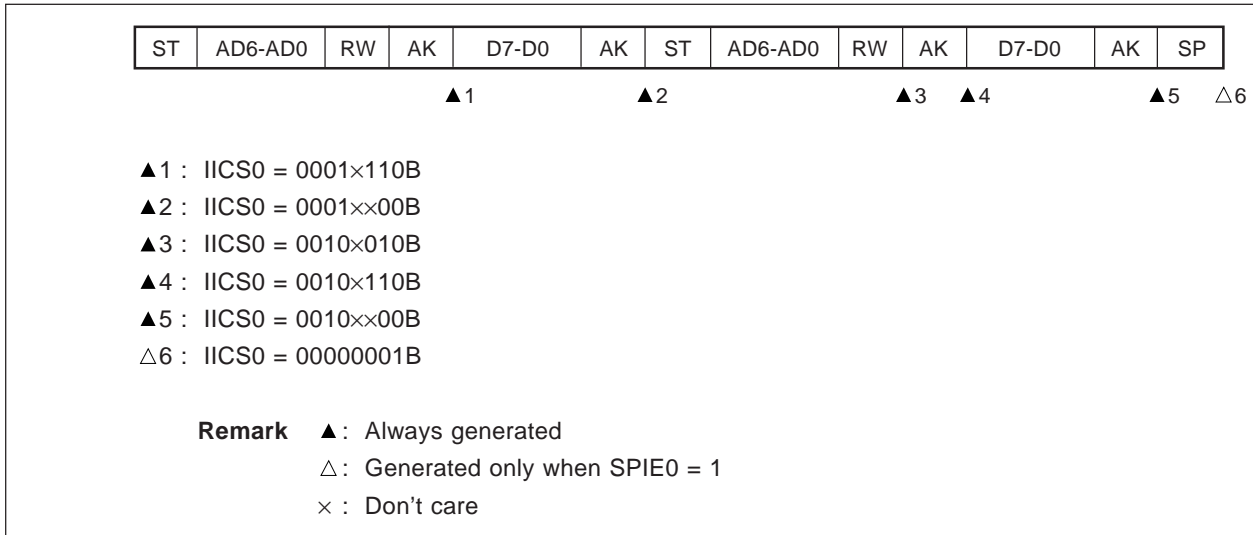 ST AD6-AD0 RW AK D7-D0 AK ST AD6-AD0 RW AK D7-D0 AK SP
▲1 ▲2 ▲3 ▲4 ▲5 △6
▲1 : IICS0 = 0001×110B
▲2 : IICS0 = 0001××00B
▲3 : IICS0 = 0010×010B
▲4 : IICS0 = 0010×110B
▲5 : IICS0 = 0010××00B
△6 : IICS0 = 00000001B
Remark ▲: Always generated
△: Generated only when SPIE0 = 1
× : Don't care